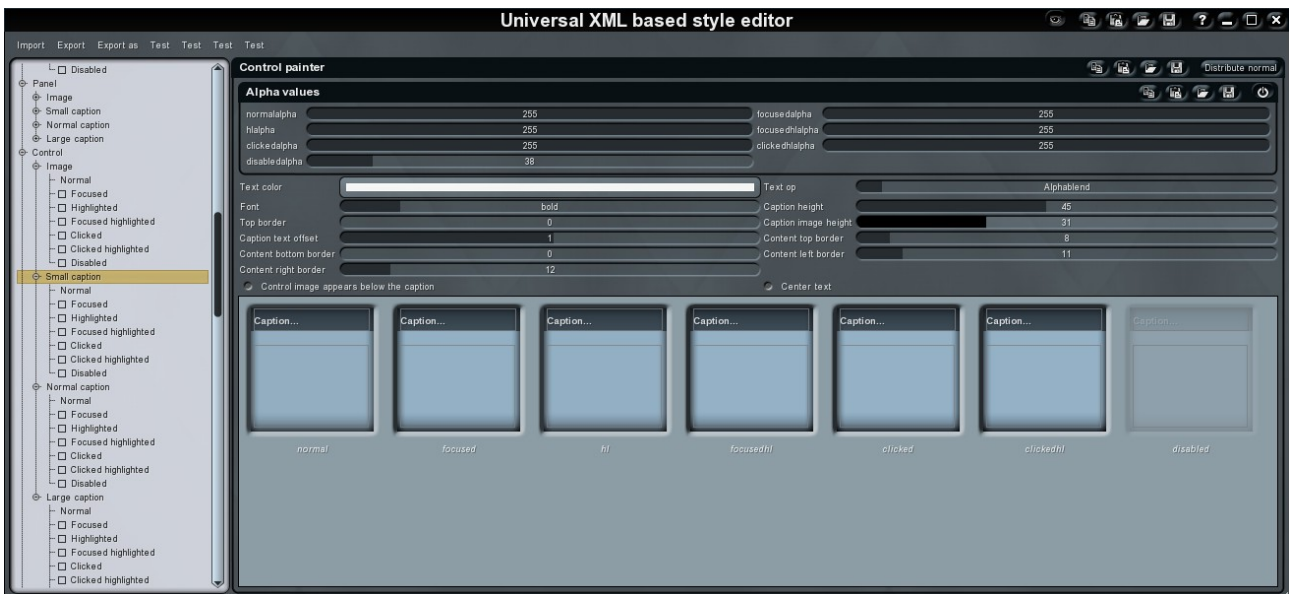 Universal XML based style editor
?
Import Export Export as Test Test Test Test
Disabled
Panel
Image
Small caption
Normal caption
Large caption
Control
Image
Normal
Focused
Highlighted
Focused highlighted
Clicked
Clicked highlighted
Disabled
Small caption
Normal
Focused
Highlighted
Focused highlighted
Clicked
Clicked highlighted
Disabled
Normal caption
Normal
Focused
Highlighted
Focused highlighted
Clicked
Clicked highlighted
Disabled
Large caption
Normal
Focused
Highlighted
Focused highlighted
Clicked
Clicked highlighted
Control painter Distribute normal
Alpha values
normalalpha 255 focusedalpha 255
hlalpha 255 focusedhlalpha 255
clickedalpha 255 clickedhlalpha 255
disabledalpha 38
Text color Text op Alphablend
Font bold Caption height 45
Top border 0 Caption image height 31
Caption text offset 1 Content top border 8
Content bottom border 0 Content left border 11
Content right border 12
Control image appears below the caption Center text
Caption... Caption... Caption... Caption... Caption... Caption... Caption...
normal focused hl focusedhl clicked clickedhl disabled